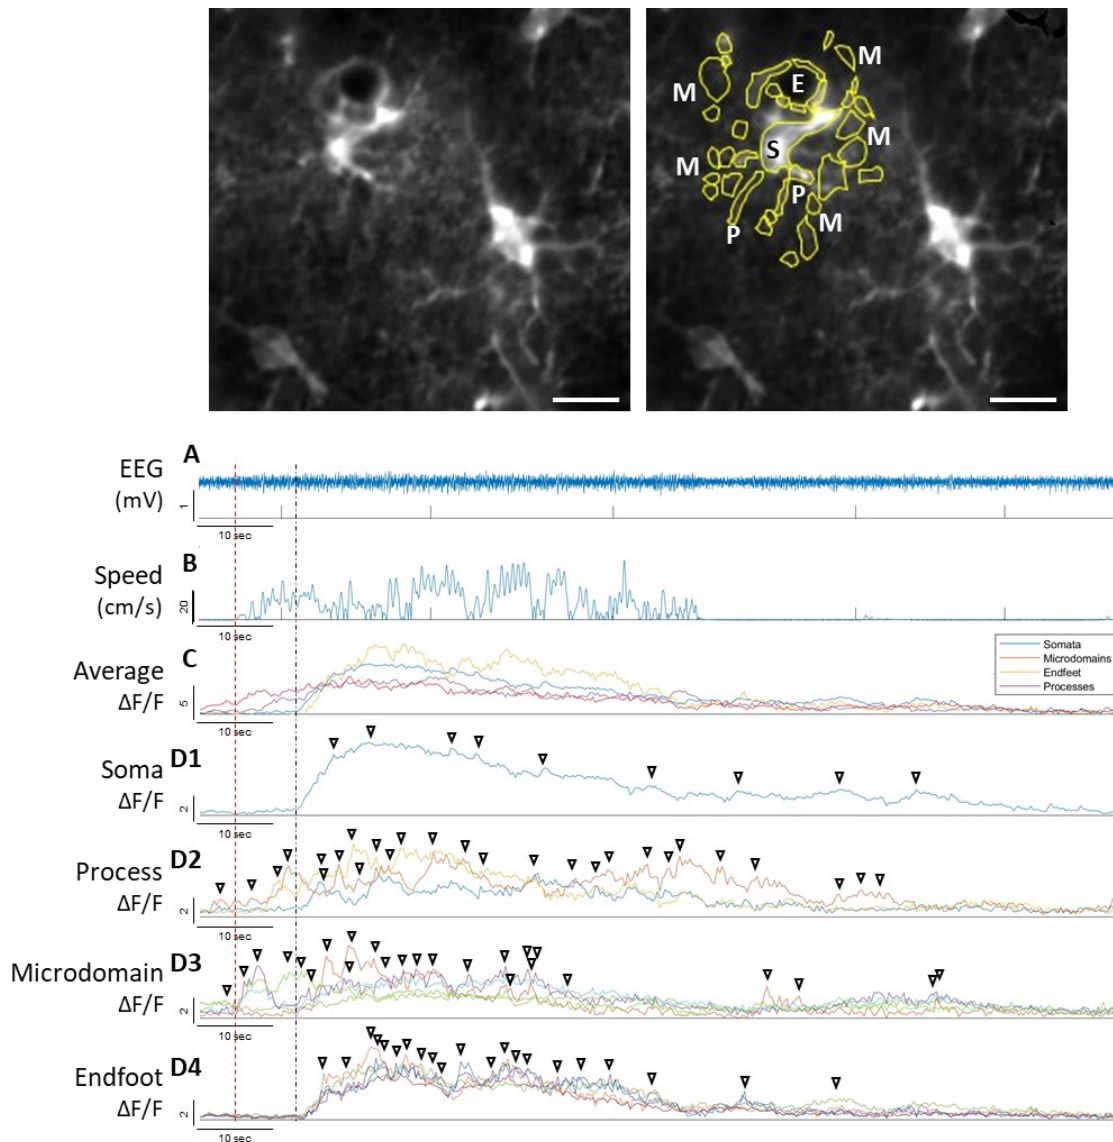 M
E
M
M
S
M
P
M
P
A
EEG
(mV)
1
10 sec
B
Speed
(cm/s)
20
10 sec
C
Average
ΔF/F
5
Somata
Microdomains
Endfeet
Processes
10 sec
D1
Soma
ΔF/F
2
10 sec
D2
Process
ΔF/F
2
10 sec
D3
Microdomain
ΔF/F
2
10 sec
D4
Endfoot
ΔF/F
2
10 sec